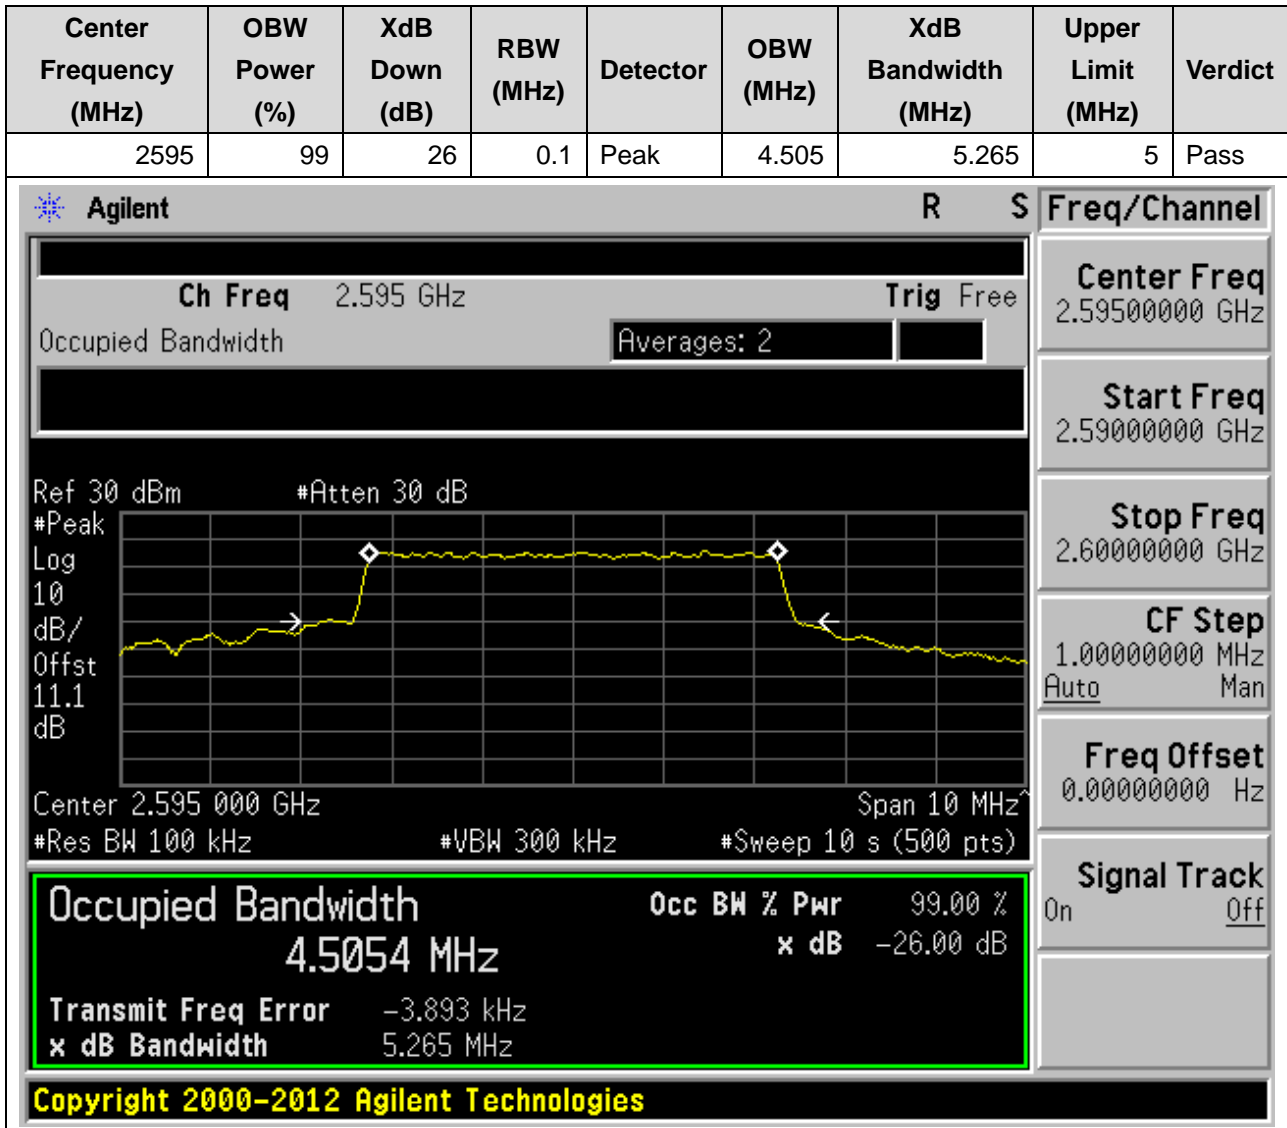 Center Frequency (MHz) OBW Power (%) XdB Down (dB) RBW (MHz) Detector OBW (MHz) XdB Bandwidth (MHz) Upper Limit (MHz) Verdict
2595 99 26 0.1 Peak 4.505 5.265 5 Pass
Agilent R S Freq/Channel
Ch Freq 2.595 GHz Trig Free
Occupied Bandwidth Averages: 2
Center Freq
2.59500000 GHz
Start Freq
2.59000000 GHz
Stop Freq
2.60000000 GHz
CF Step
1.00000000 MHz
Auto Man
Freq Offset
0.00000000 Hz
Signal Track
On Off
Ref 30 dBm #Atten 30 dB
#Peak
Log
10
dB/
Offst
11.1
dB
Center 2.595 000 GHz Span 10 MHz^
#Res BW 100 kHz #VBW 300 kHz #Sweep 10 s (500 pts)
Occupied Bandwidth Occ BW % Pwr 99.00 %
4.5054 MHz x dB -26.00 dB
Transmit Freq Error -3.893 kHz
x dB Bandwidth 5.265 MHz
Copyright 2000-2012 Agilent Technologies